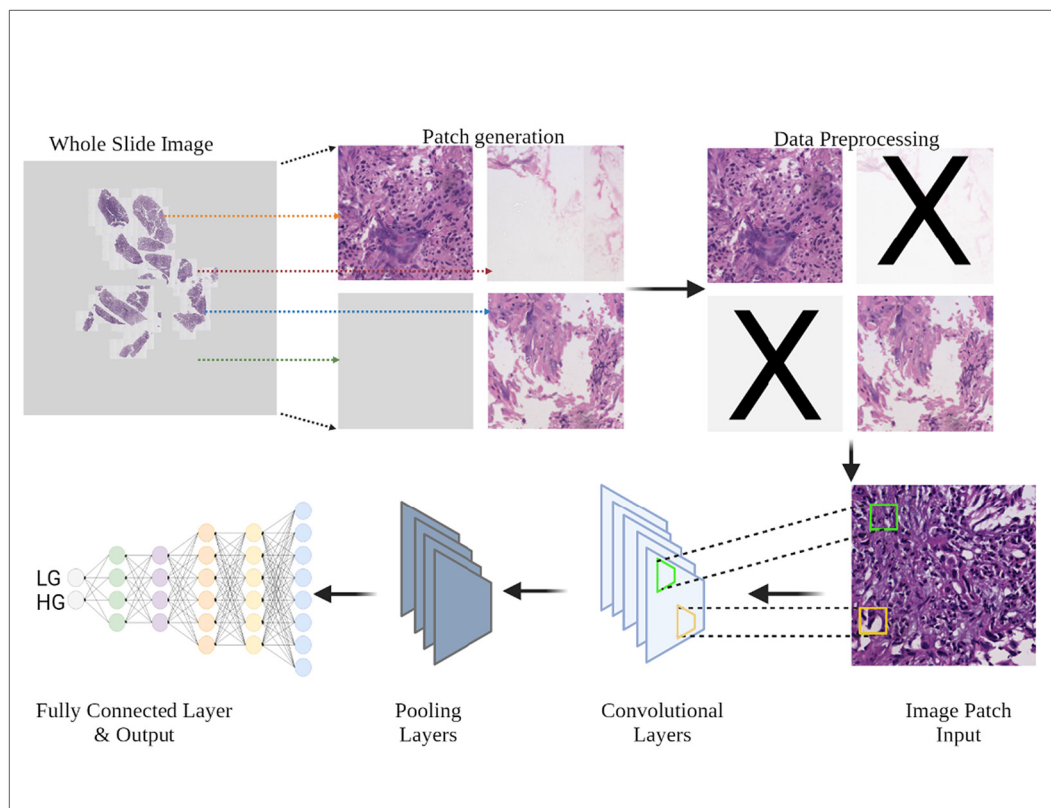 Whole Slide Image
Patch generation
Data Preprocessing
X
X
LG
HG
Fully Connected Layer
& Output
Pooling
Layers
Convolutional
Layers
Image Patch
Input